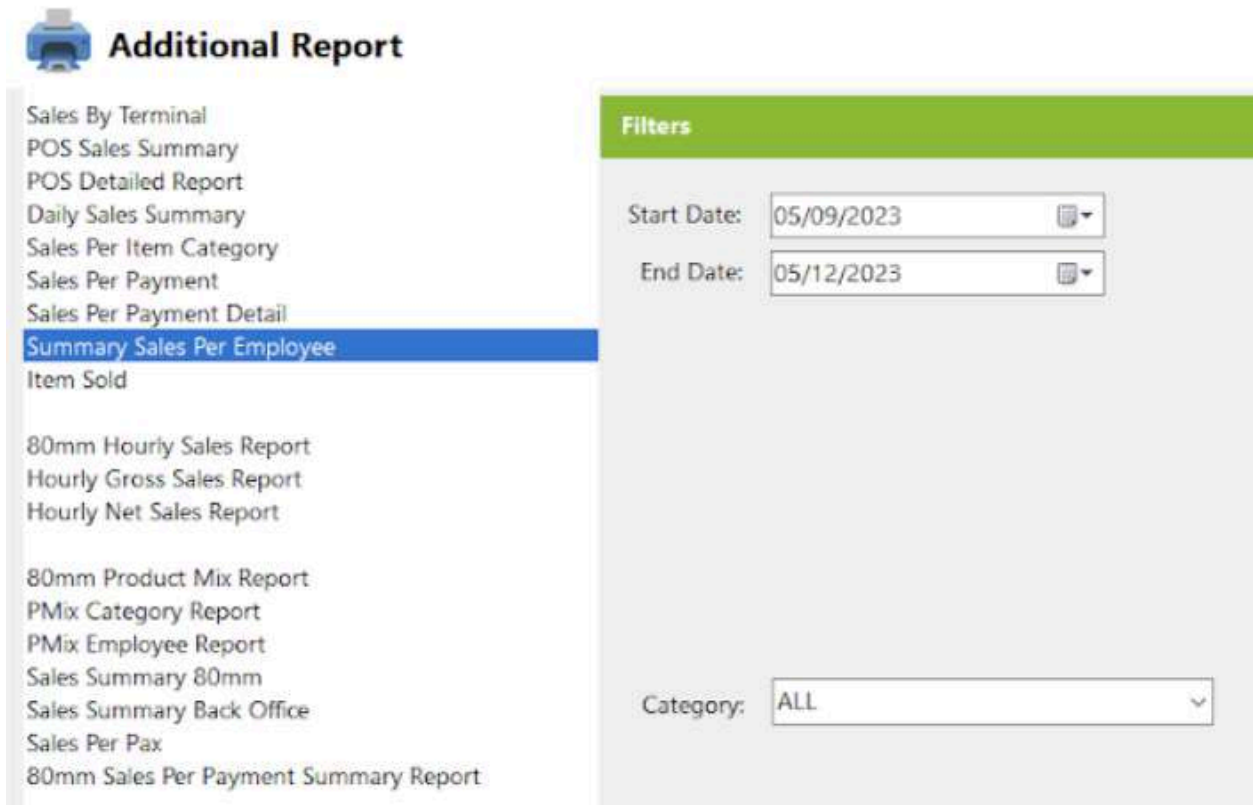 Additional Report
Sales By Terminal
POS Sales Summary
POS Detailed Report
Daily Sales Summary
Sales Per Item Category
Sales Per Payment
Sales Per Payment Detail
Summary Sales Per Employee
Item Sold
80mm Hourly Sales Report
Hourly Gross Sales Report
Hourly Net Sales Report
80mm Product Mix Report
PMix Category Report
PMix Employee Report
Sales Summary 80mm
Sales Summary Back Office
Sales Per Pax
80mm Sales Per Payment Summary Report
Filters
Start Date: 05/09/2023
End Date: 05/12/2023
Category: ALL